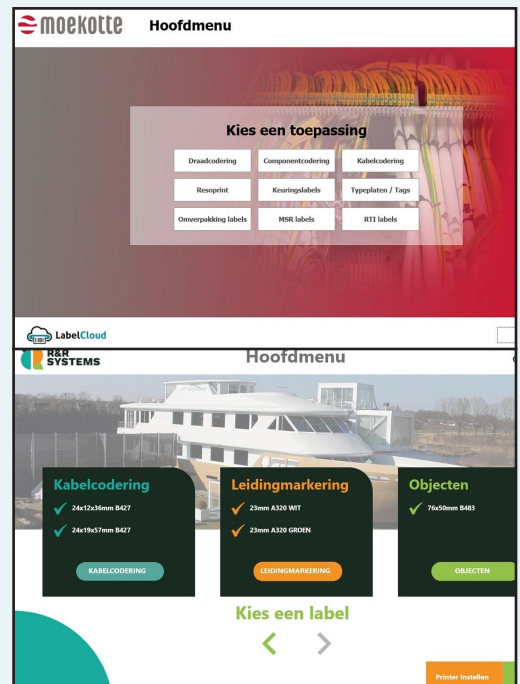 moekotte
Hoofdmenu
Kies een toepassing
Draadcodering
Componentcodering
Kabelcodering
Resoprint
Keuringslabels
Typeplaten / Tags
Omverpakking labels
MSR labels
RTI labels
LabelCloud
R&R
SYSTEMS
Hoofdmenu
Kabelcodering
24x12x36mm B427
24x19x57mm B427
KABELCODERING
Leidingmarkering
23mm A320 WIT
23mm A320 GROEN
LEIDINGMARKERING
Objecten
76x50mm B483
OBJECTEN
Kies een label
Printer Instellen